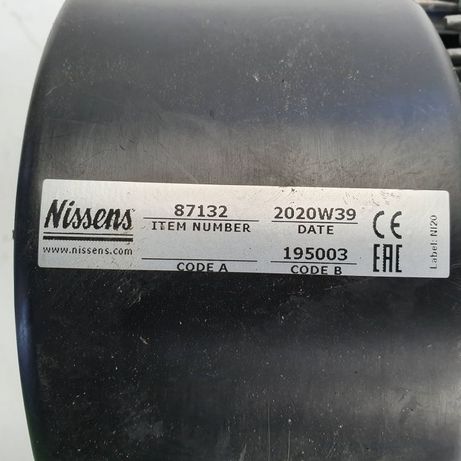 Nissens 87132 2020W39
ITEM NUMBER DATE CE
www.nissens.com 195003 EAC
CODE A CODE B
Label: NI20